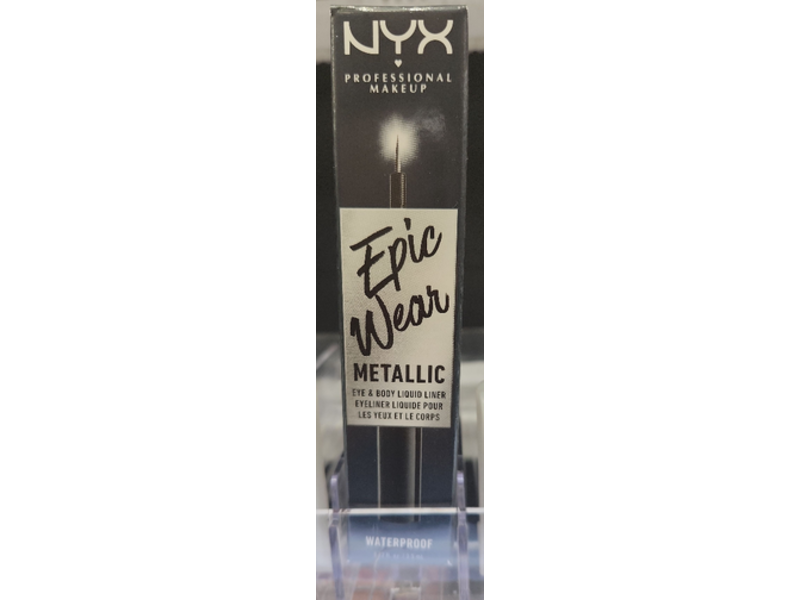 NYX
PROFESSIONAL
MAKEUP
Epic
Wear
METALLIC
EYE & BODY LIQUID LINER
EYELINER LIQUIDE POUR
LES YEUX ET LE CORPS
WATERPROOF